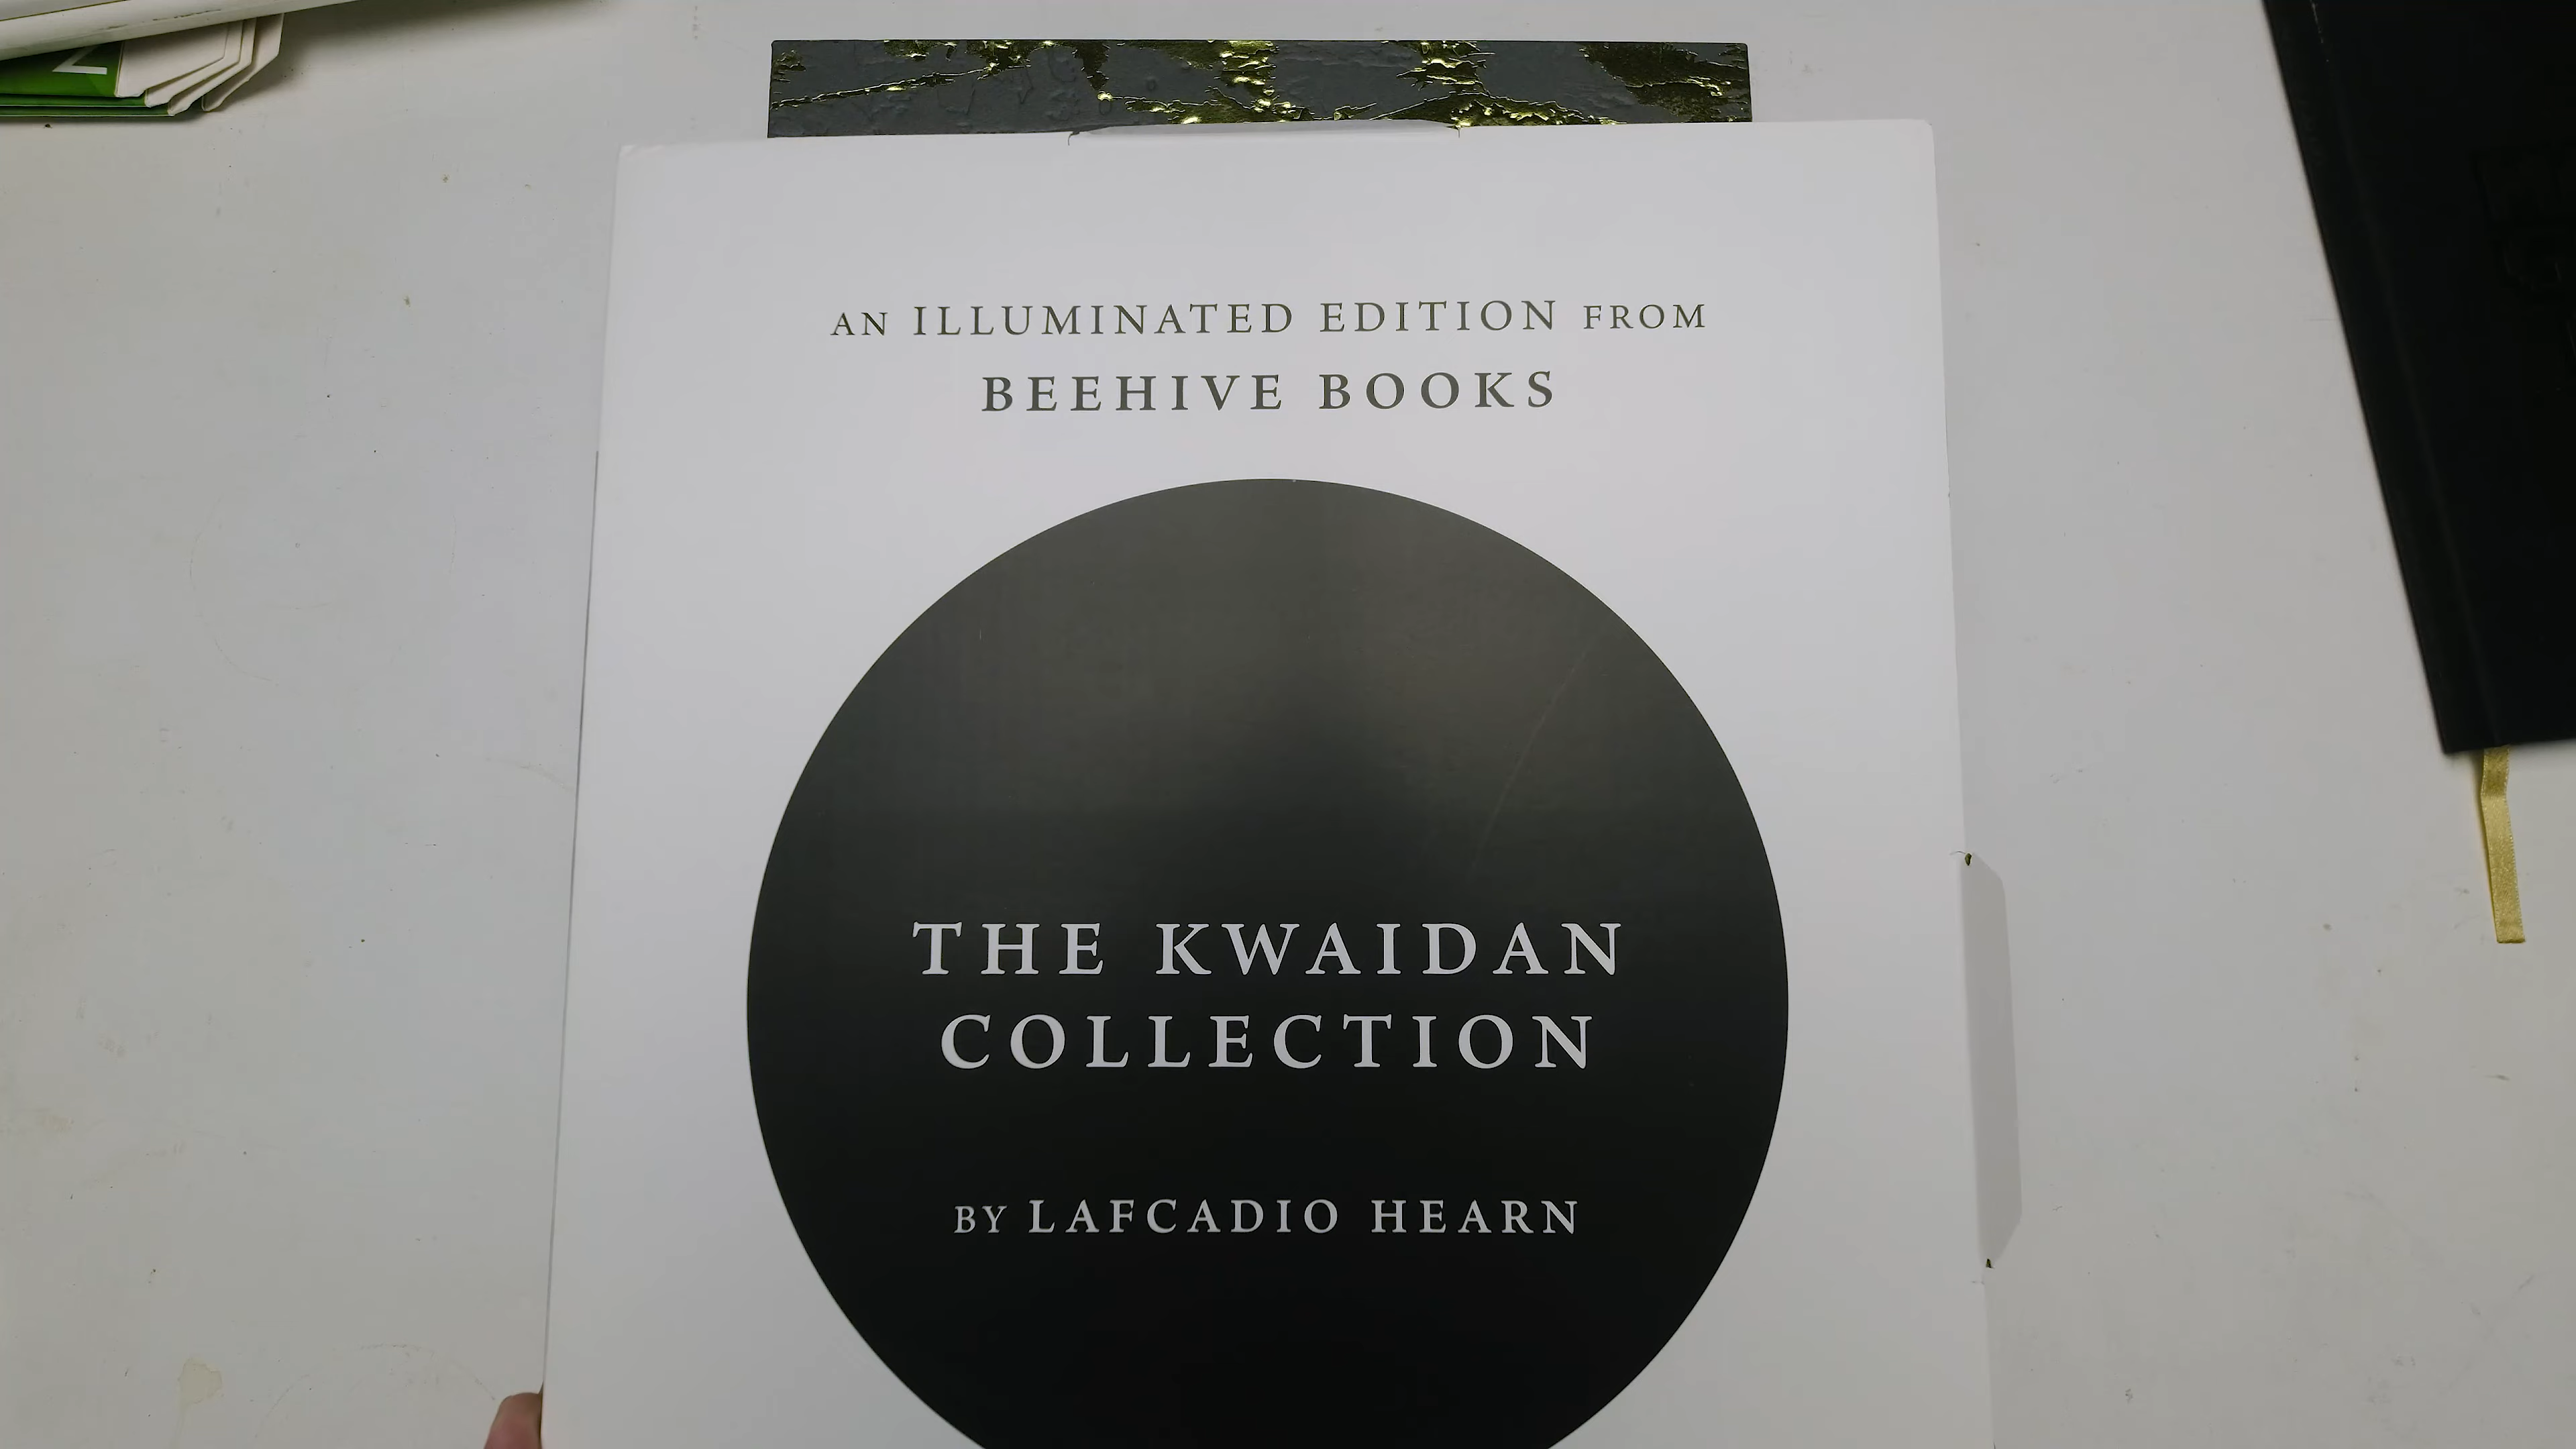 AN ILLUMINATED EDITION FROM
BEEHIVE BOOKS
THE KWAIDAN
COLLECTION
BY LAFCADIO HEARN